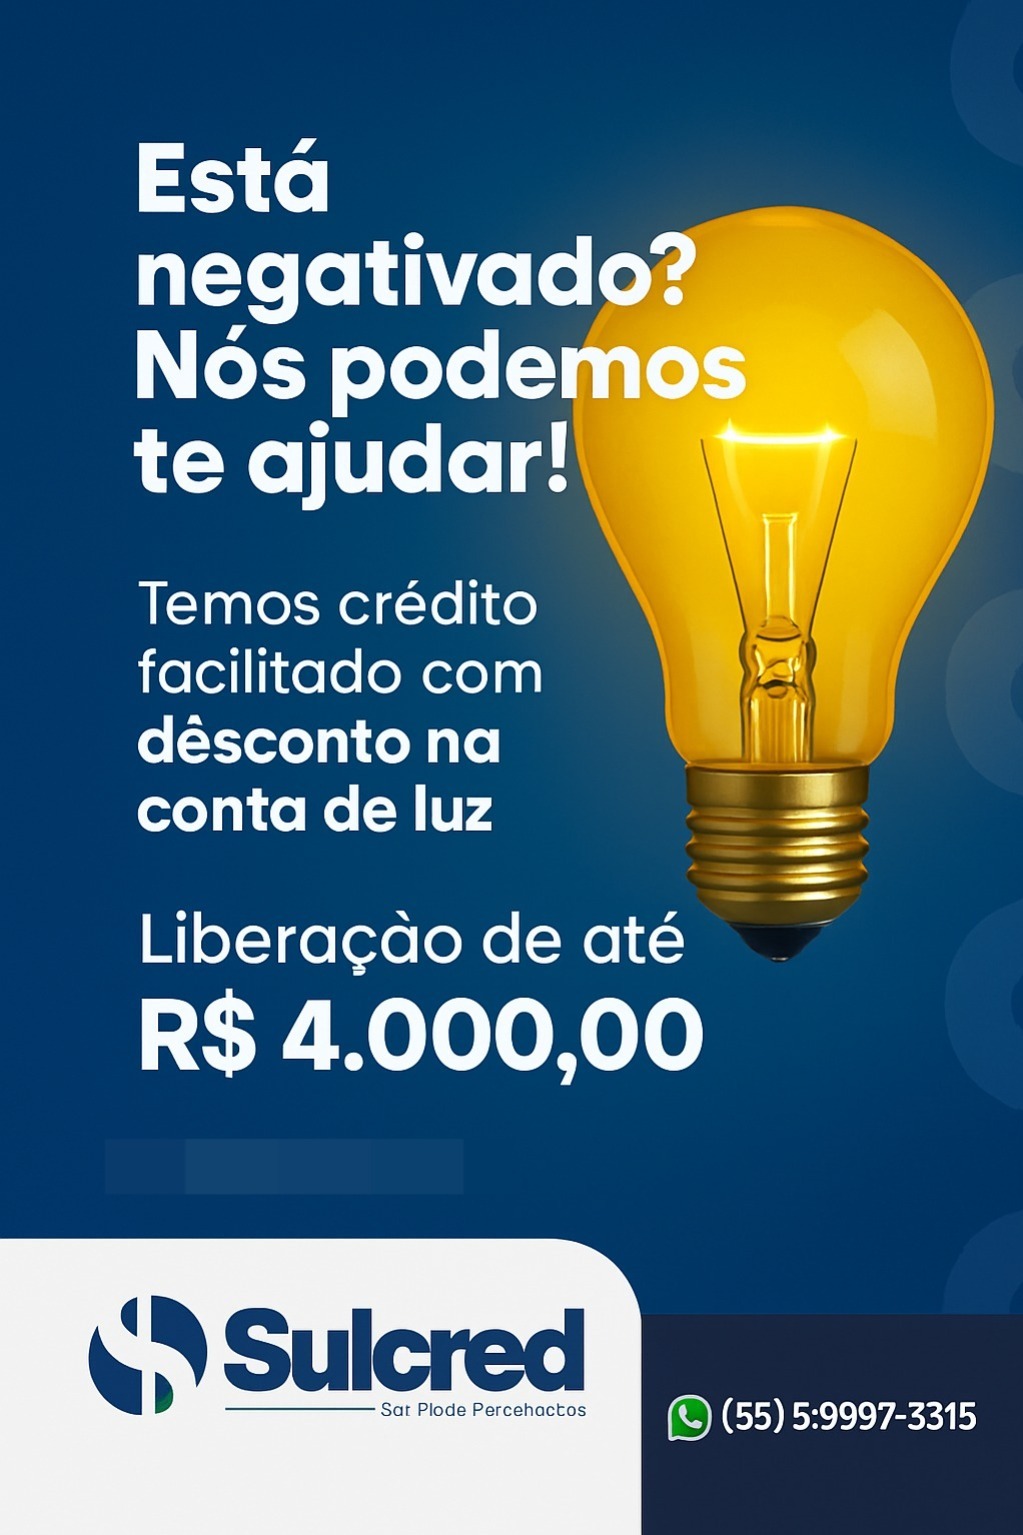 Está
negativado?
Nós podemos
te ajudar!
Temos crédito
facilitado com
dêsconto na
conta de luz
Liberaçào de até
R$ 4.000,00
Sulcred
Sat Plode Percehactos
(55) 5:9997-3315